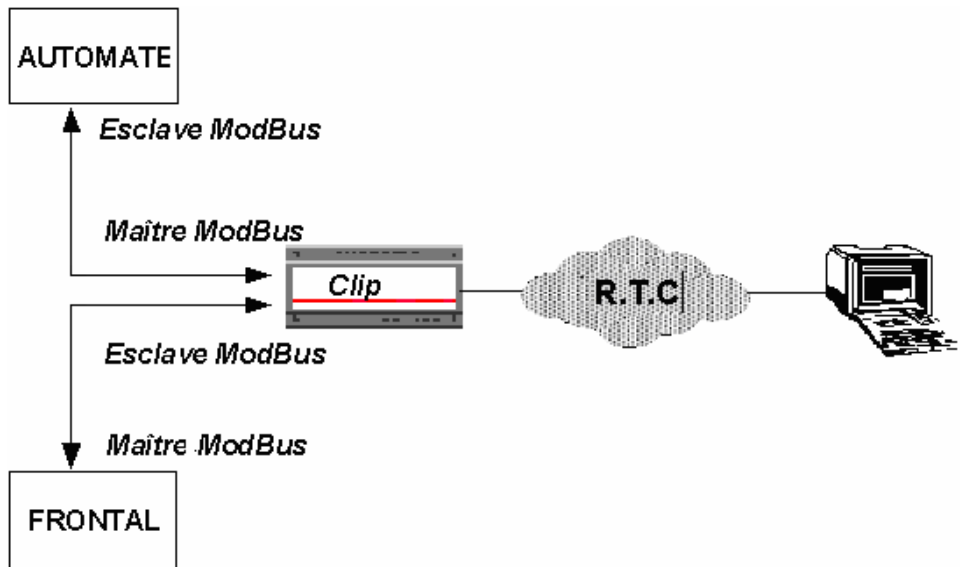 AUTOMATE
Esclave ModBus
Maître ModBus
Clip
R.T.C
Esclave ModBus
Maître ModBus
FRONTAL